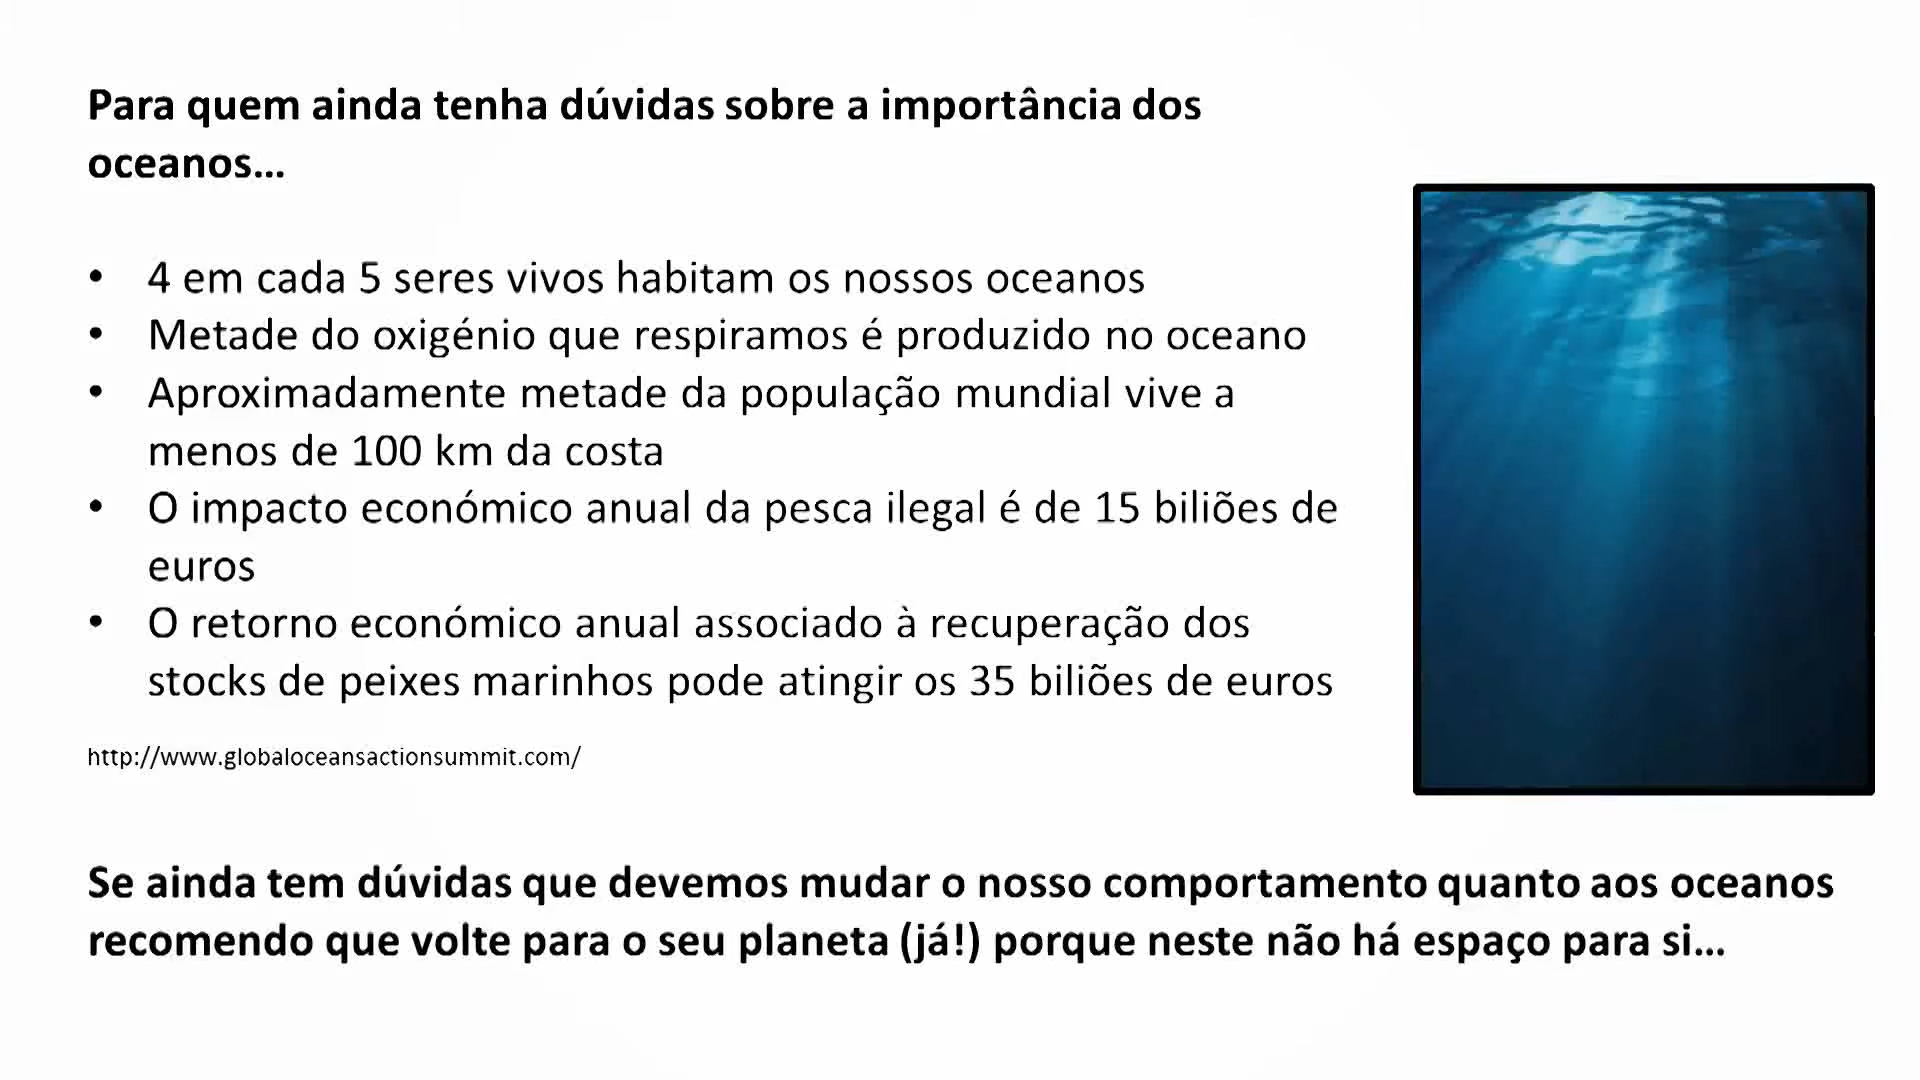 Para quem ainda tenha dúvidas sobre a importância dos
oceanos...
• 4 em cada 5 seres vivos habitam os nossos oceanos
• Metade do oxigénio que respiramos é produzido no oceano
• Aproximadamente metade da população mundial vive a
menos de 100 km da costa
• O impacto económico anual da pesca ilegal é de 15 biliões de
euros
• O retorno económico anual associado à recuperação dos
stocks de peixes marinhos pode atingir os 35 biliões de euros
http://www.globaloceansactionsummit.com/
Se ainda tem dúvidas que devemos mudar o nosso comportamento quanto aos oceanos
recomendo que volte para o seu planeta (já!) porque neste não há espaço para si...